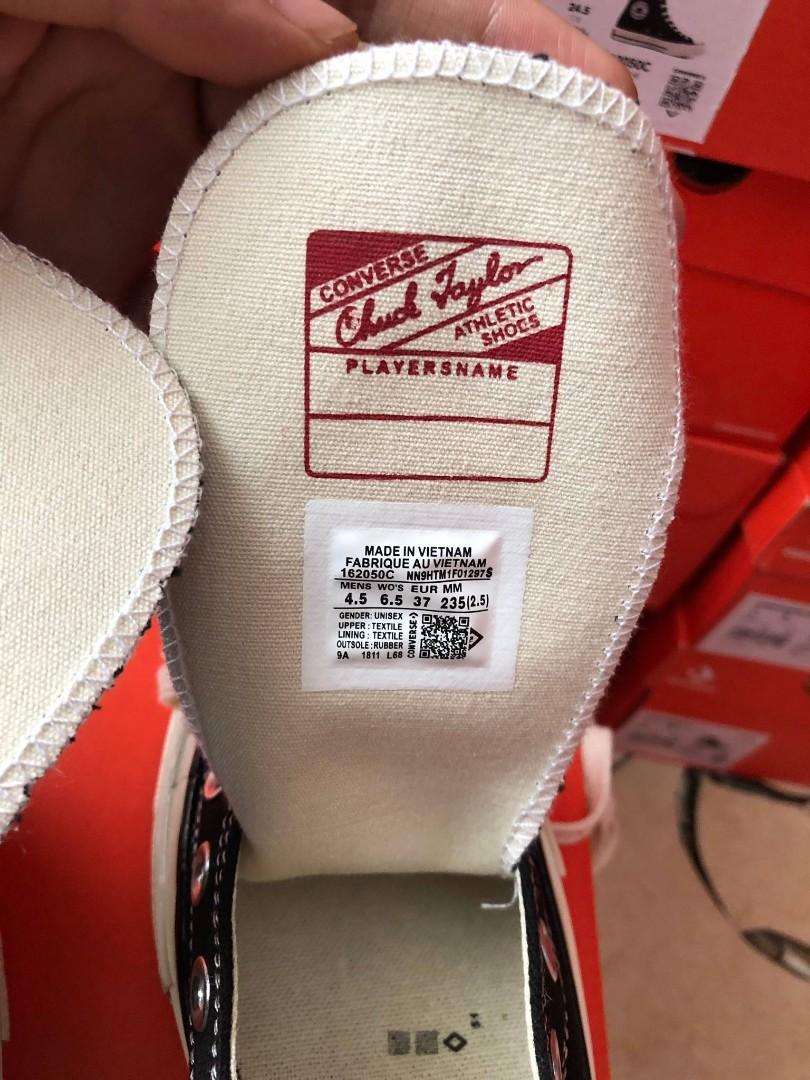 24.5
CONVERSE
Chuck Taylor
ATHLETIC
SHOES
PLAYERSNAME
MADE IN VIETNAM
FABRIQUE AU VIETNAM
162050C NN9HTM1F01297S
MENS WO'S EUR MM
4.5 6.5 37 235(2.5)
GENDER: UNISEX
UPPER : TEXTILE
LINING : TEXTILE
OUTSOLE: RUBBER
9A 1811 L68
CONVERSE